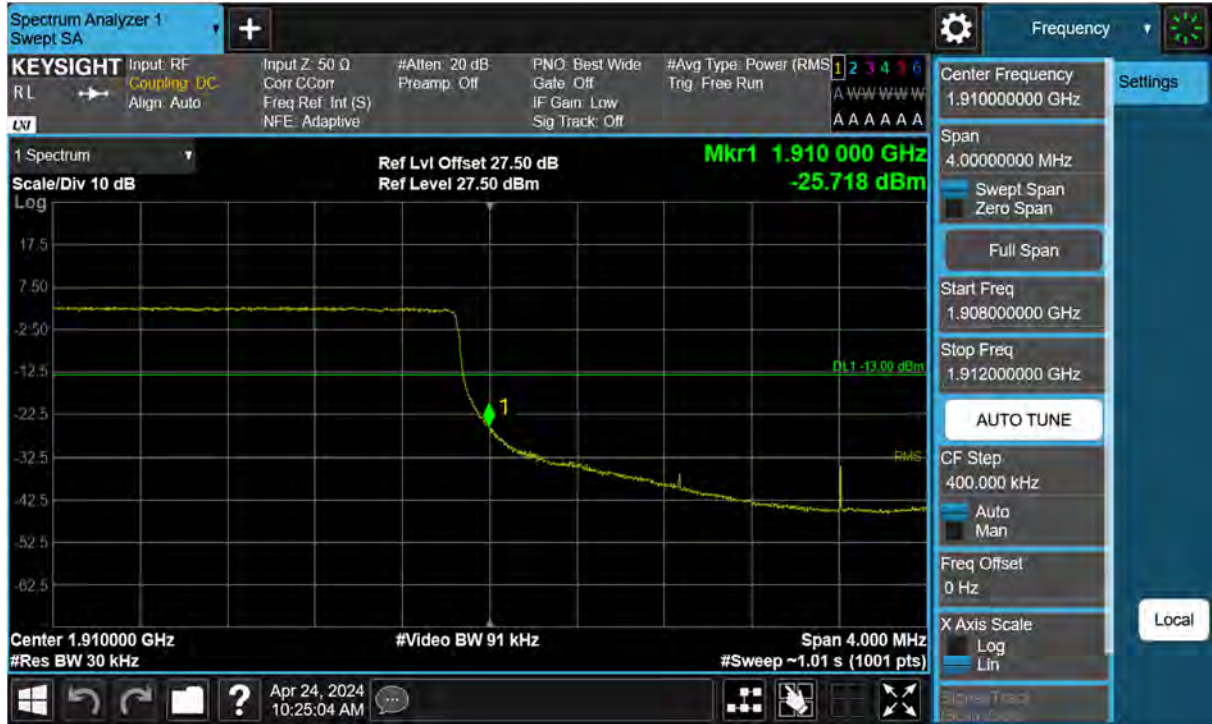 Spectrum Analyzer 1
Swept SA
Frequency
KEYSIGHT
RL
LXI
Input: RF
Coupling: DC
Align: Auto
Input Z: 50 Ω
Corr CCorr
Freq Ref: Int (S)
NFE: Adaptive
#Atten: 20 dB
Preamp: Off
PNO: Best Wide
Gate: Off
IF Gain: Low
Sig Track: Off
#Avg Type: Power (RMS
Trig: Free Run
1 2 3 4 5 6
A W W W W W
A A A A A A
1 Spectrum
Scale/Div 10 dB
Log
Ref Lvl Offset 27.50 dB
Ref Level 27.50 dBm
Mkr1 1.910 000 GHz
-25.718 dBm
17.5
7.50
-2.50
-12.5
-22.5
-32.5
-42.5
-52.5
-62.5
DL1 -13.00 dBm
1
RMS
Center 1.910000 GHz
#Video BW 91 kHz
Span 4.000 MHz
#Res BW 30 kHz
#Sweep ~1.01 s (1001 pts)
Center Frequency
1.910000000 GHz
Settings
Span
4.00000000 MHz
Swept Span
Zero Span
Full Span
Start Freq
1.908000000 GHz
Stop Freq
1.912000000 GHz
AUTO TUNE
CF Step
400.000 kHz
Auto
Man
Freq Offset
0 Hz
X Axis Scale
Log
Lin
Local
?
Apr 24, 2024
10:25:04 AM